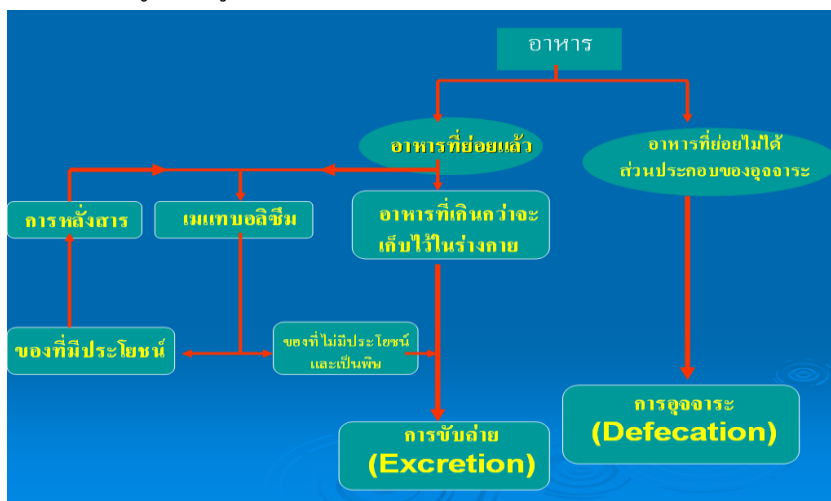 อาหาร
อาหารที่ย่อยแล้ว
อาหารที่ย่อยไม่ได้
ส่วนประกอบของอุจจาระ
การหลั่งสาร
เมแทบอลิซึม
อาหารที่เกินกว่าจะ
เก็บไว้ในร่างกาย
ของที่มีประโยชน์
ของที่ไม่มีประโยชน์
และเป็นพิษ
การขับถ่าย
(Excretion)
การอุจจาระ
(Defecation)